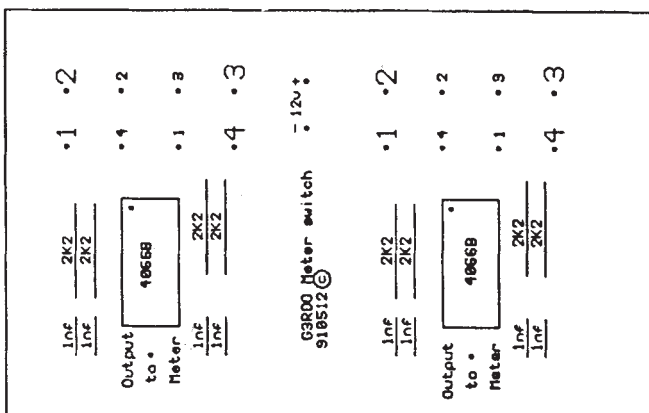 1nf 2K2 • 1 • 2
1nf 2K2
Output
to •
Meter
4066B
• 4 • 2
• 1 • 3
1nf 2K2 • 4 • 3
1nf 2K2
G3RDO Meter switch - 12v +
910512 ©
1nf 2K2 • 1 • 2
1nf 2K2
Output
to •
Meter
4066B
• 4 • 2
• 1 • 3
1nf 2K2 • 4 • 3
1nf 2K2